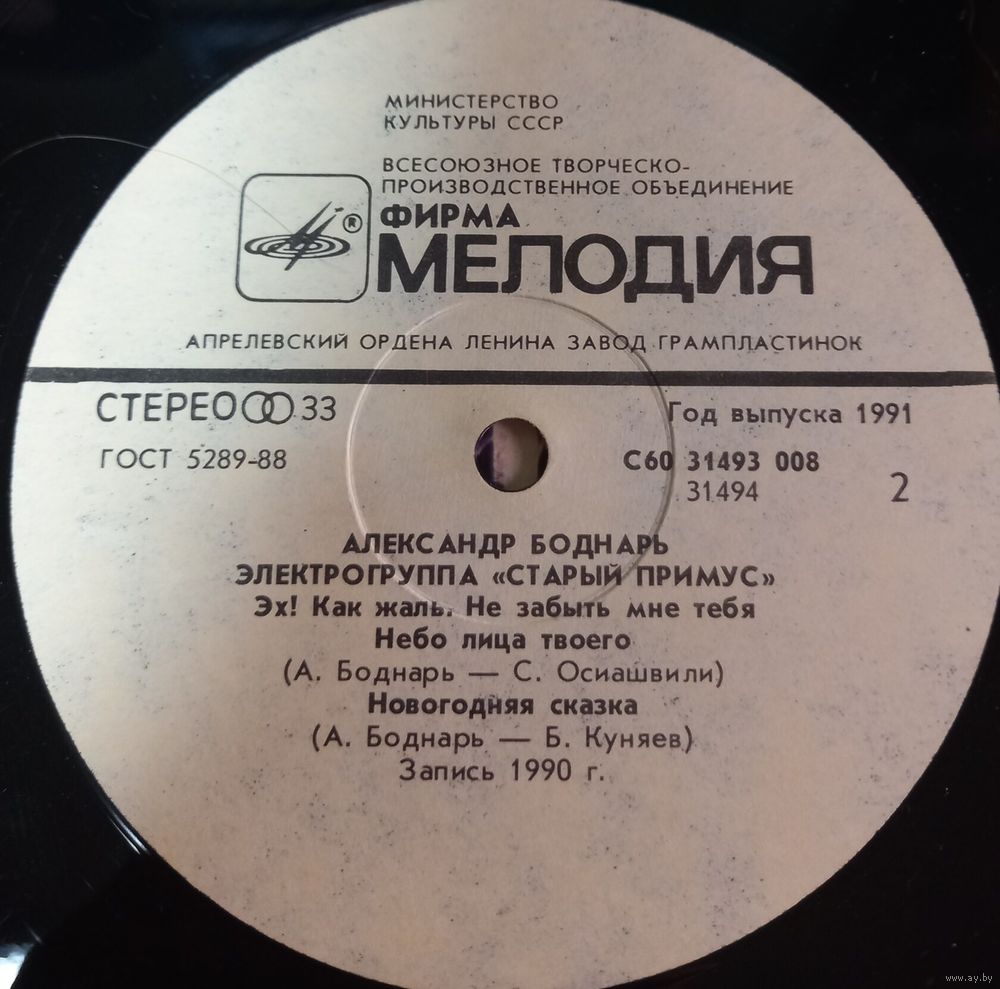 МИНИСТЕРСТВО
КУЛЬТУРЫ СССР
ВСЕСОЮЗНОЕ ТВОРЧЕСКО-
ПРОИЗВОДСТВЕННОЕ ОБЪЕДИНЕНИЕ
ФИРМА
®
МЕЛОДИЯ
АПРЕЛЕВСКИЙ ОРДЕНА ЛЕНИНА ЗАВОД ГРАМПЛАСТИНОК
СТЕРЕО 33
Год выпуска 1991
ГОСТ 5289-88
С60 31493 008
31494
2
АЛЕКСАНДР БОДНАРЬ
ЭЛЕКТРОГРУППА «СТАРЫЙ ПРИМУС»
Эх! Как жаль. Не забыть мне тебя
Небо лица твоего
(А. Боднарь — С. Осиашвили)
Новогодняя сказка
(А. Боднарь — Б. Куняев)
Запись 1990 г.
www.ay.by